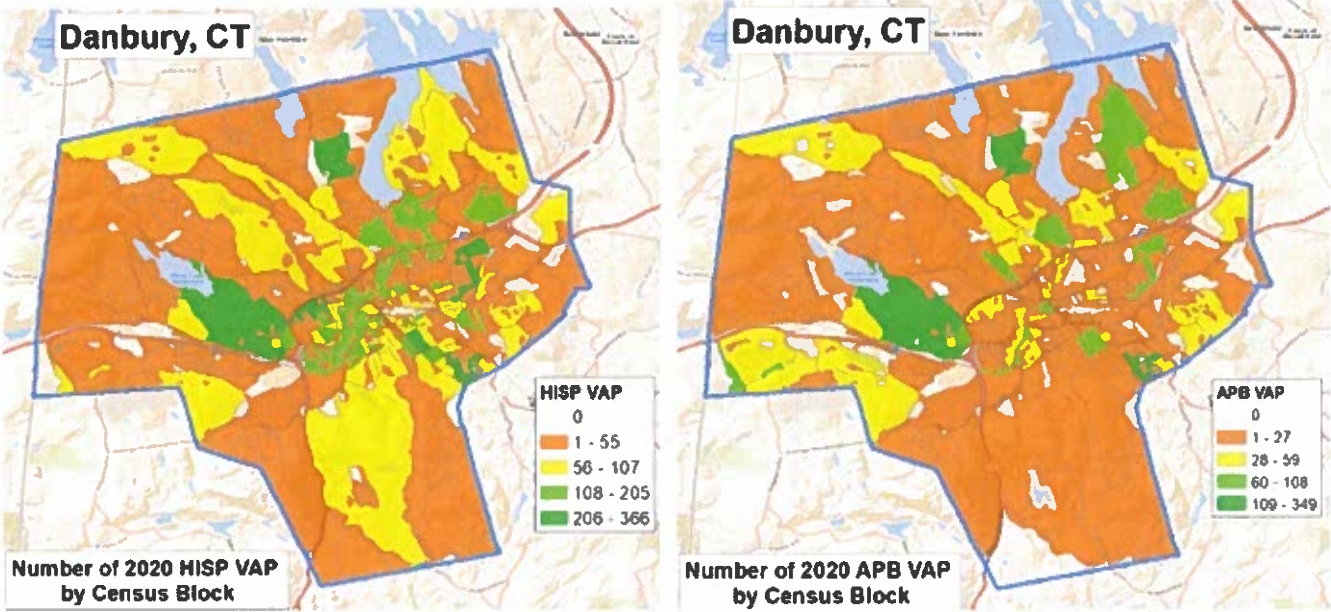 Danbury, CT
HISP VAP
0
1 - 55
56 - 107
108 - 205
206 - 366
Number of 2020 HISP VAP
by Census Block
Danbury, CT
APB VAP
0
1 - 27
28 - 59
60 - 108
109 - 349
Number of 2020 APB VAP
by Census Block